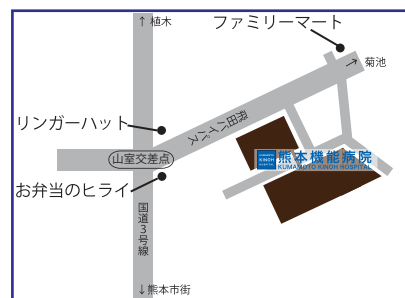 ファミリーマート
↑植木
→菊池
飛田バイパス
リンガーハット
山室交差点
熊本機能病院
KUMAMOTO KINOH HOSPITAL
お弁当のヒライ
国道3号線
↓熊本市街